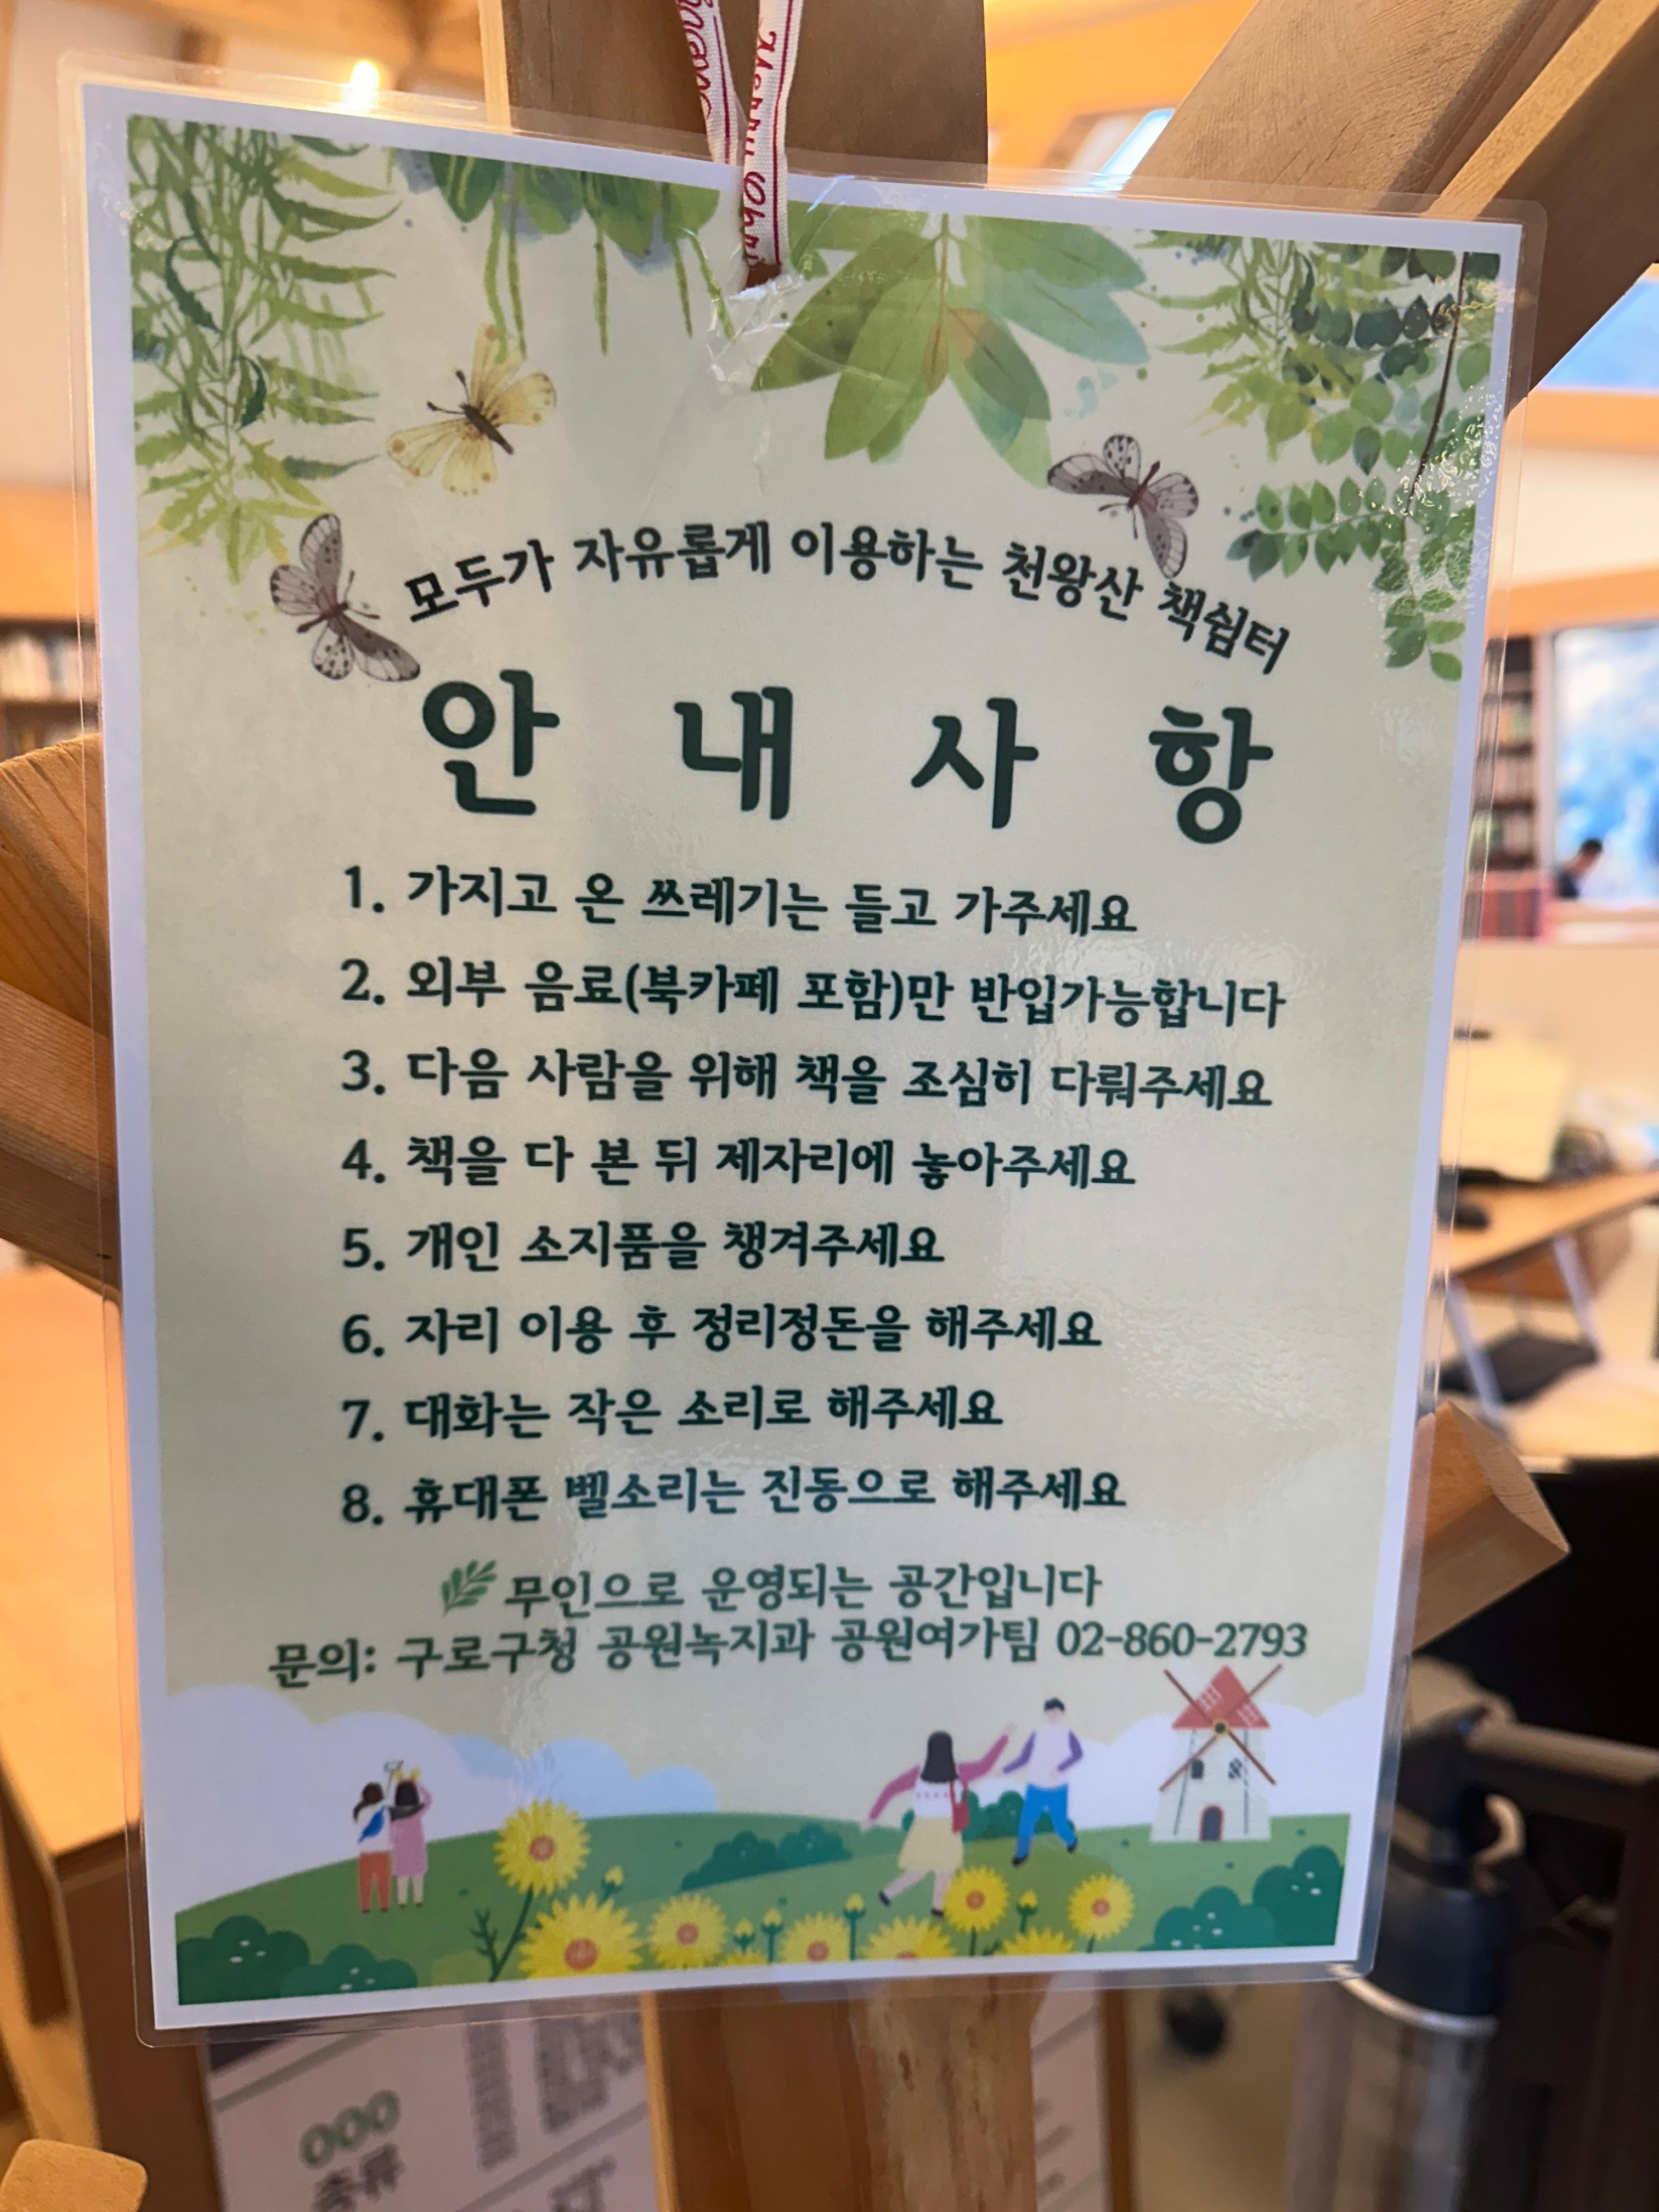 모두가 자유롭게 이용하는 천왕산 책쉼터
안내사항
1. 가지고 온 쓰레기는 들고 가주세요
2. 외부 음료(북카페 포함)만 반입가능합니다
3. 다음 사람을 위해 책을 조심히 다뤄주세요
4. 책을 다 본 뒤 제자리에 놓아주세요
5. 개인 소지품을 챙겨주세요
6. 자리 이용 후 정리정돈을 해주세요
7. 대화는 작은 소리로 해주세요
8. 휴대폰 벨소리는 진동으로 해주세요
무인으로 운영되는 공간입니다
문의: 구로구청 공원녹지과 공원여가팀 02-860-2793